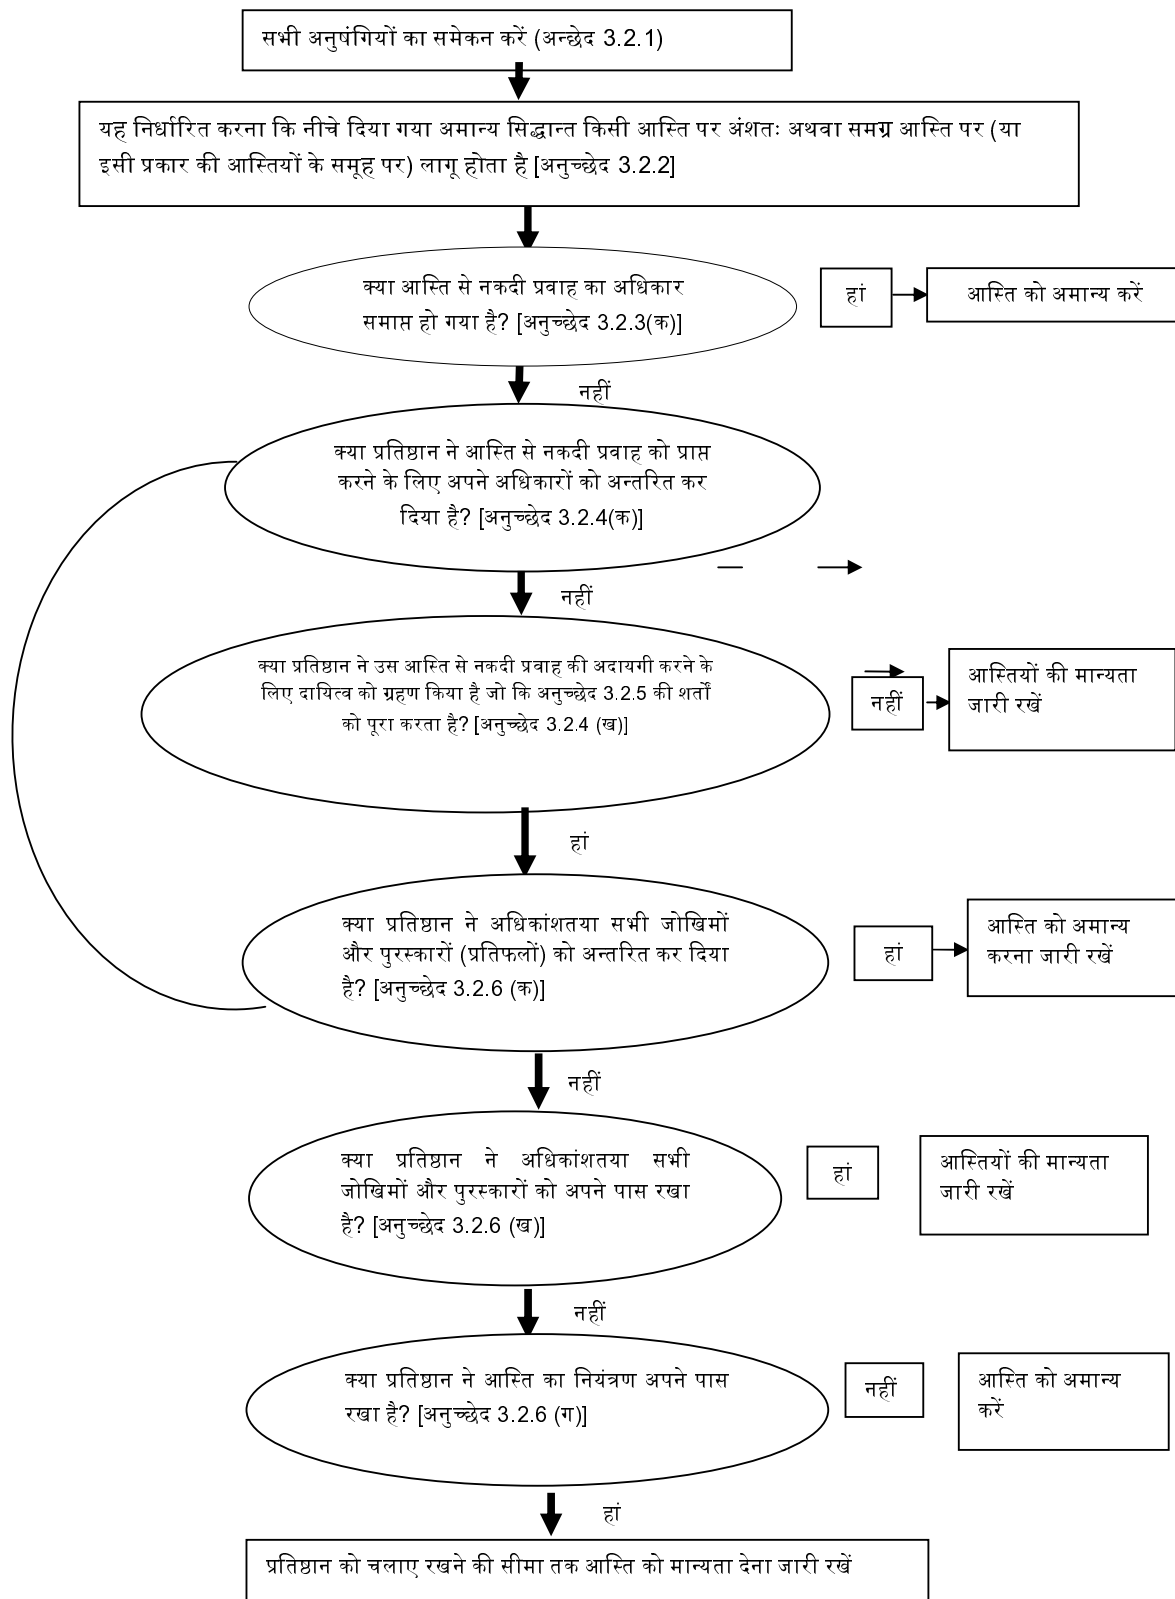 सभी अनुषंगियों का समेकन करें (अन्छेद 3.2.1)
यह निर्धारित करना कि नीचे दिया गया अमान्य सिद्धान्त किसी आस्ति पर अंशतः अथवा समग्र आस्ति पर (या
इसी प्रकार की आस्तियों के समूह पर) लागू होता है [अनुच्छेद 3.2.2]
क्या आस्ति से नकदी प्रवाह का अधिकार
समाप्त हो गया है? [अनुच्छेद 3.2.3(क)]
हां
आस्ति को अमान्य करें
नहीं
क्या प्रतिष्ठान ने आस्ति से नकदी प्रवाह को प्राप्त
करने के लिए अपने अधिकारों को अन्तरित कर
दिया है? [अनुच्छेद 3.2.4(क)]
नहीं
क्या प्रतिष्ठान ने उस आस्ति से नकदी प्रवाह की अदायगी करने के
लिए दायित्व को ग्रहण किया है जो कि अनुच्छेद 3.2.5 की शर्तों
को पूरा करता है? [अनुच्छेद 3.2.4 (ख)]
नहीं
आस्तियों की मान्यता
जारी रखें
हां
क्या प्रतिष्ठान ने अधिकांशतया सभी जोखिमों
और पुरस्कारों (प्रतिफलों) को अन्तरित कर दिया
है? [अनुच्छेद 3.2.6 (क)]
हां
आस्ति को अमान्य
करना जारी रखें
नहीं
क्या प्रतिष्ठान ने अधिकांशतया सभी
जोखिमों और पुरस्कारों को अपने पास रखा
है? [अनुच्छेद 3.2.6 (ख)]
हां
आस्तियों की मान्यता
जारी रखें
नहीं
क्या प्रतिष्ठान ने आस्ति का नियंत्रण अपने पास
रखा है? [अनुच्छेद 3.2.6 (ग)]
नहीं
आस्ति को अमान्य
करें
हां
प्रतिष्ठान को चलाए रखने की सीमा तक आस्ति को मान्यता देना जारी रखें